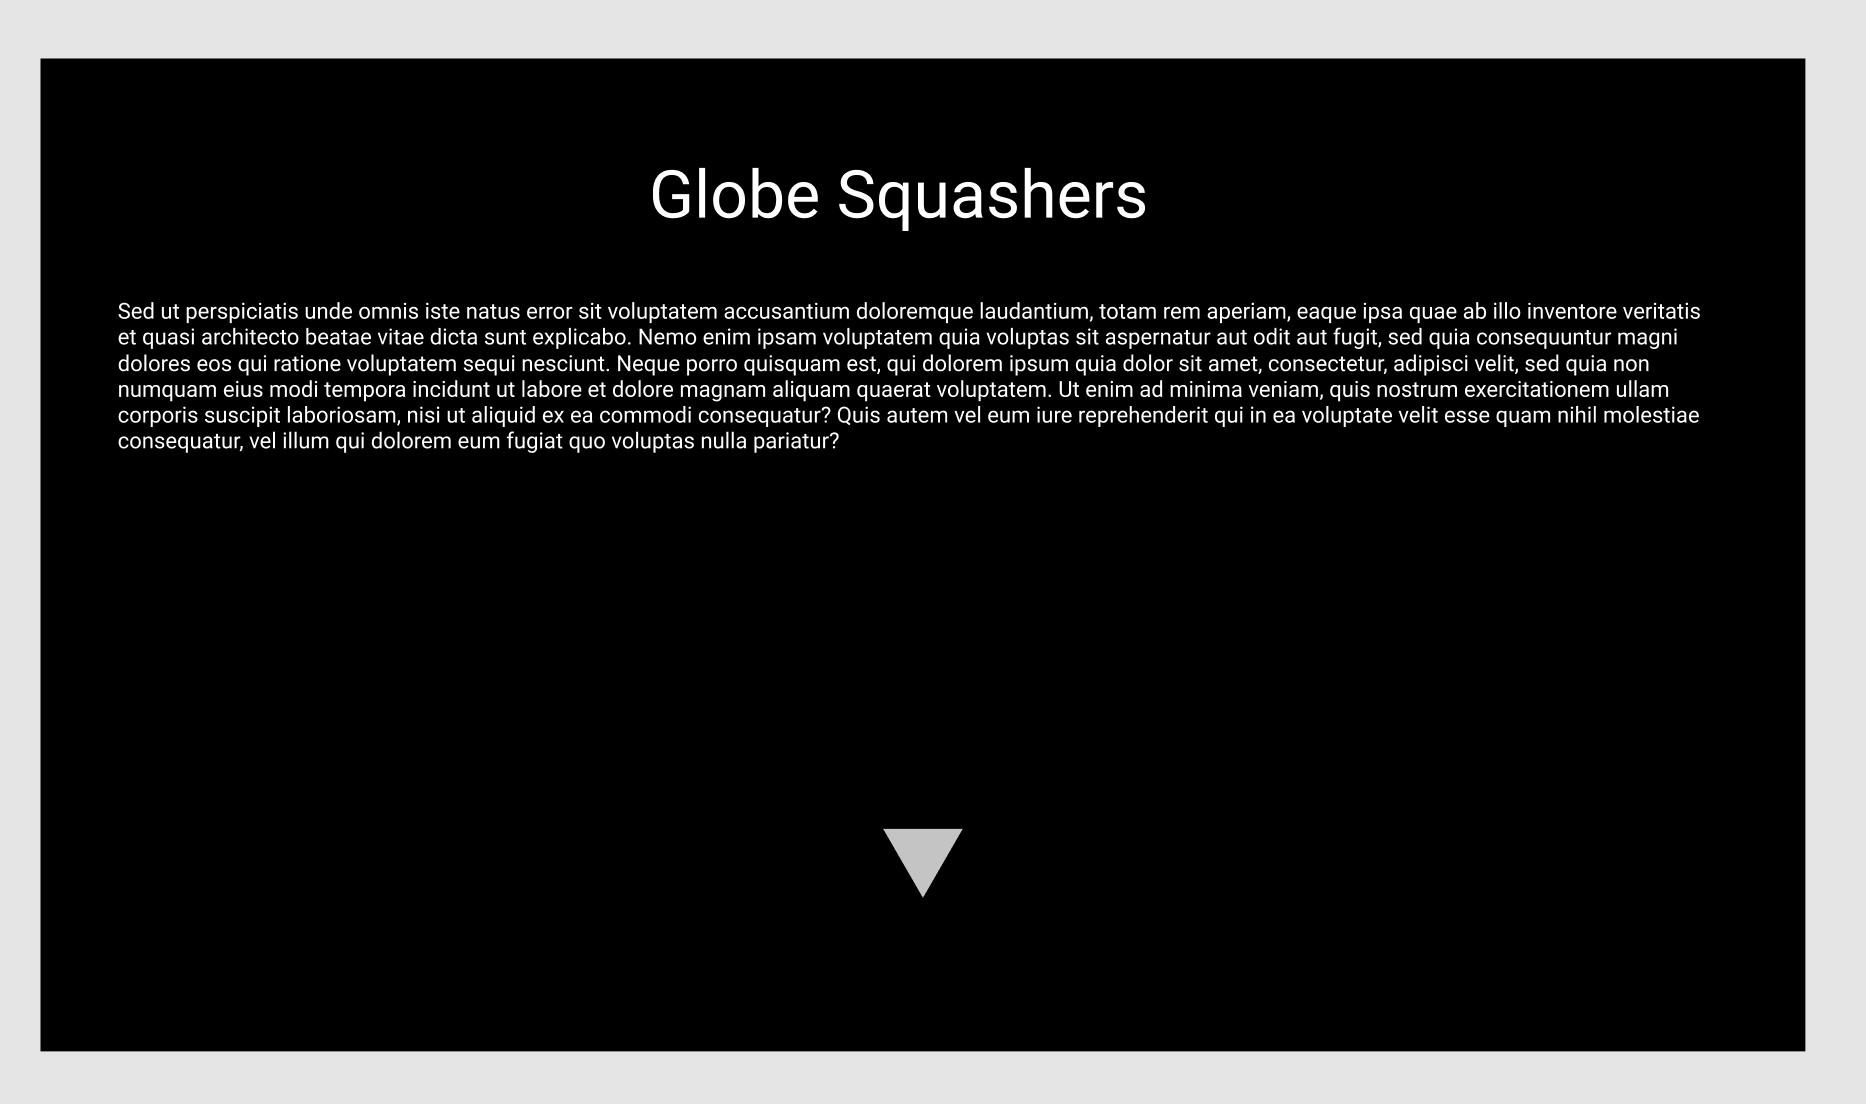 Globe Squashers
Sed ut perspiciatis unde omnis iste natus error sit voluptatem accusantium doloremque laudantium, totam rem aperiam, eaque ipsa quae ab illo inventore veritatis
et quasi architecto beatae vitae dicta sunt explicabo. Nemo enim ipsam voluptatem quia voluptas sit aspernatur aut odit aut fugit, sed quia consequuntur magni
dolores eos qui ratione voluptatem sequi nesciunt. Neque porro quisquam est, qui dolorem ipsum quia dolor sit amet, consectetur, adipisci velit, sed quia non
numquam eius modi tempora incidunt ut labore et dolore magnam aliquam quaerat voluptatem. Ut enim ad minima veniam, quis nostrum exercitationem ullam
corporis suscipit laboriosam, nisi ut aliquid ex ea commodi consequatur? Quis autem vel eum iure reprehenderit qui in ea voluptate velit esse quam nihil molestiae
consequatur, vel illum qui dolorem eum fugiat quo voluptas nulla pariatur?